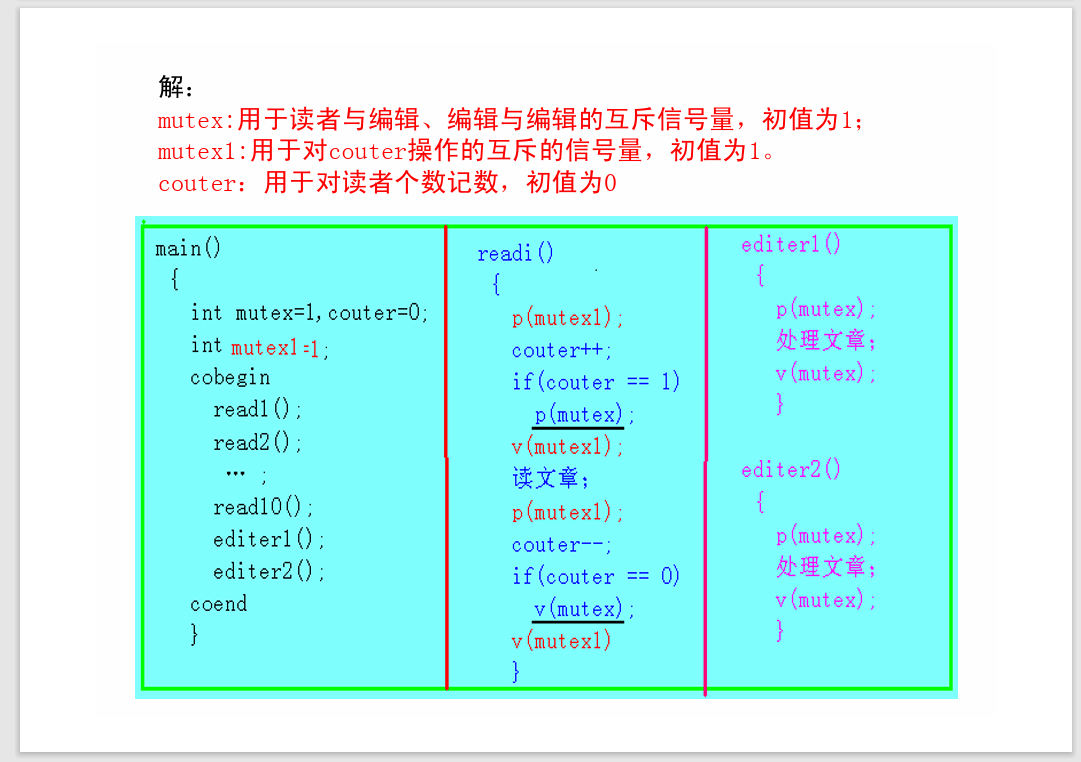 解:
mutex:用于读者与编辑、编辑与编辑的互斥信号量，初值为1;
mutex1:用于对couter操作的互斥的信号量，初值为1。
couter: 用于对读者个数记数，初值为0
main()
{
int mutex=1,couter=0;
int mutex1=1;
cobegin
read1();
read2();
… ;
read10();
editer1();
editer2();
coend
}
readi()
{
p(mutex1);
couter++;
if(couter == 1)
p(mutex);
v(mutex1);
读文章;
p(mutex1);
couter--;
if(couter == 0)
v(mutex);
v(mutex1)
}
editer1()
{
p(mutex);
处理文章;
v(mutex);
}
editer2()
{
p(mutex);
处理文章;
v(mutex);
}